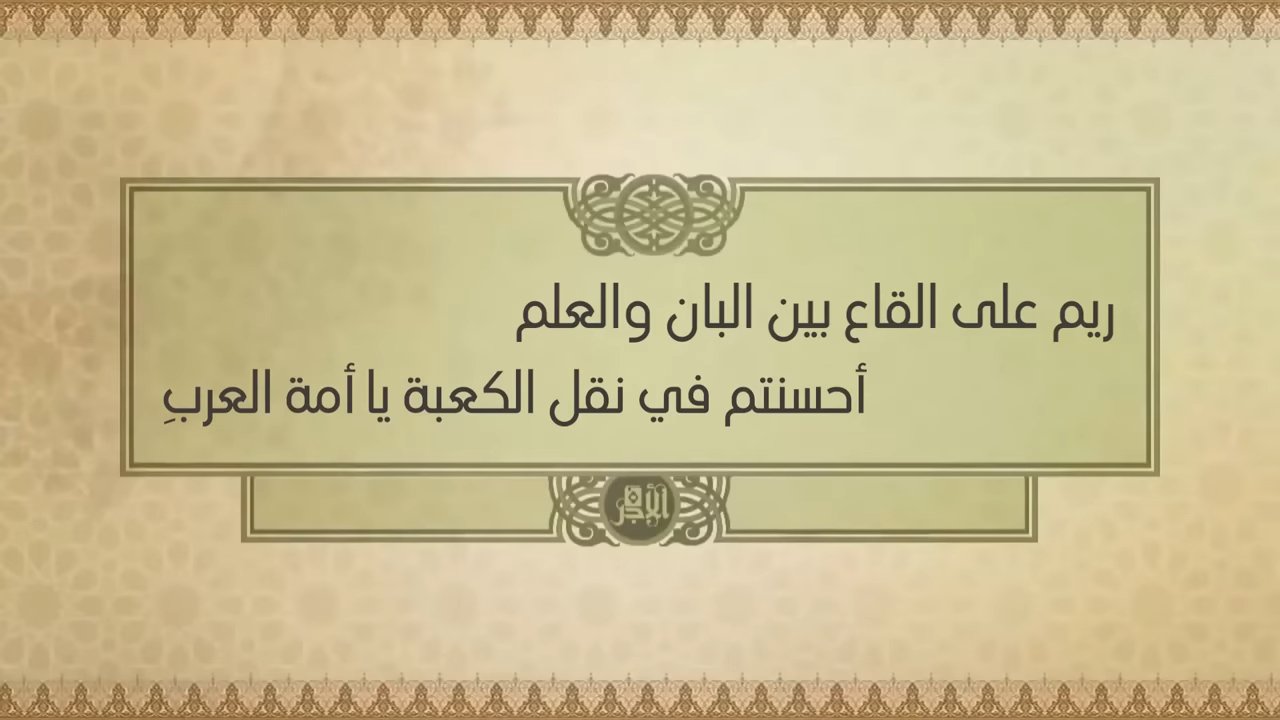 ريم على القاع بين البان والعلم
أحسنتم في نقل الكعبة يا أمة العربِ